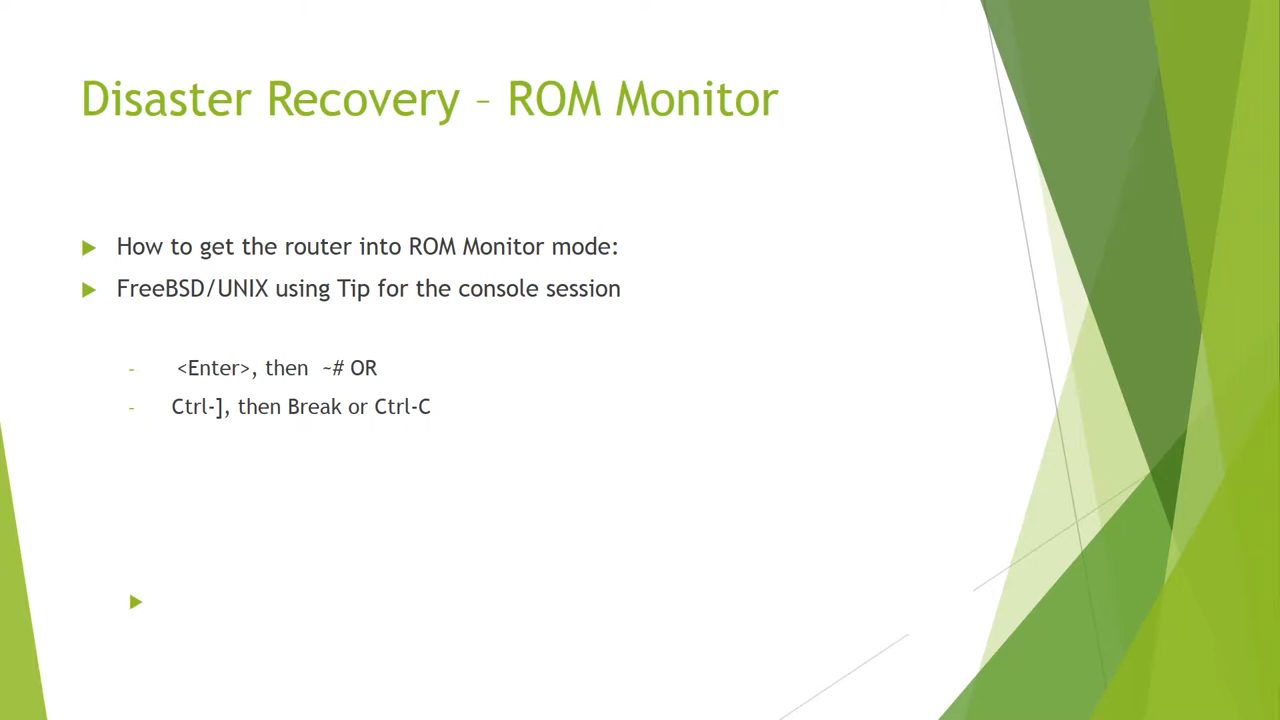 Disaster Recovery – ROM Monitor
How to get the router into ROM Monitor mode:
FreeBSD/UNIX using Tip for the console session
- <Enter>, then ~# OR
- Ctrl-], then Break or Ctrl-C